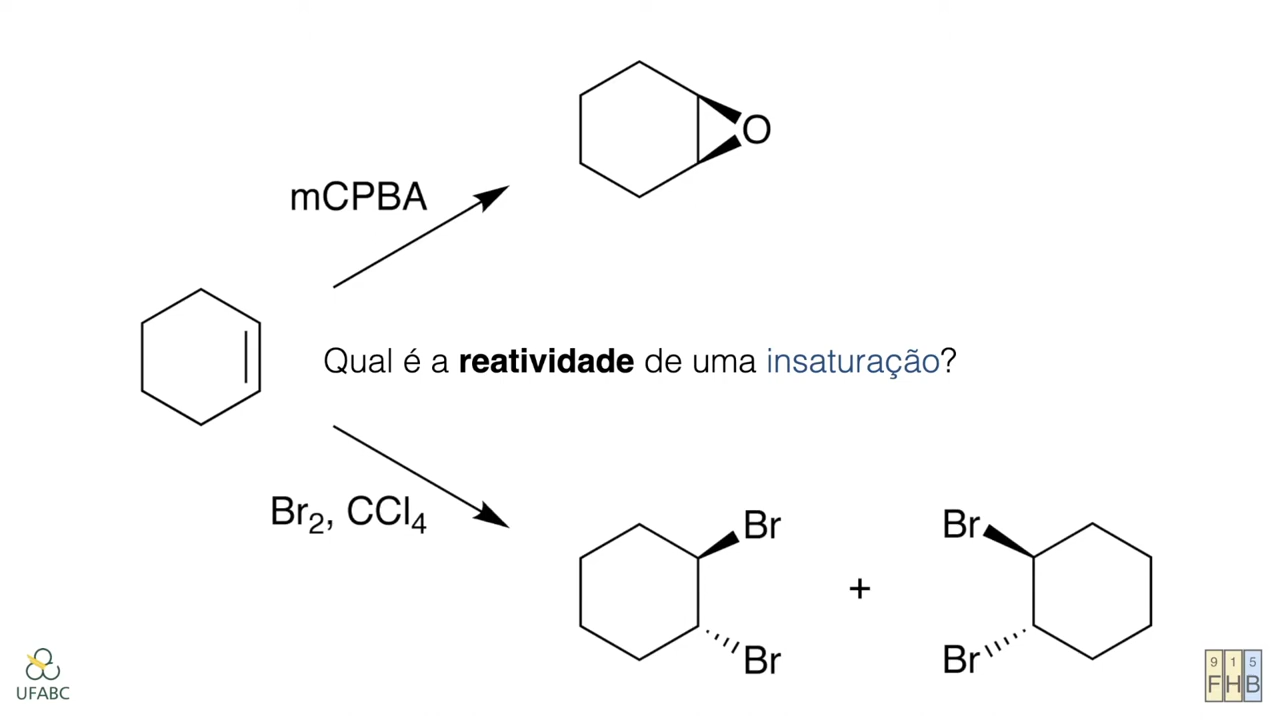 O
mCPBA
Qual é a reatividade de uma insaturação?
Br₂, CCl₄
Br
Br
+
Br
Br
UFABC
9 1 5
F H B